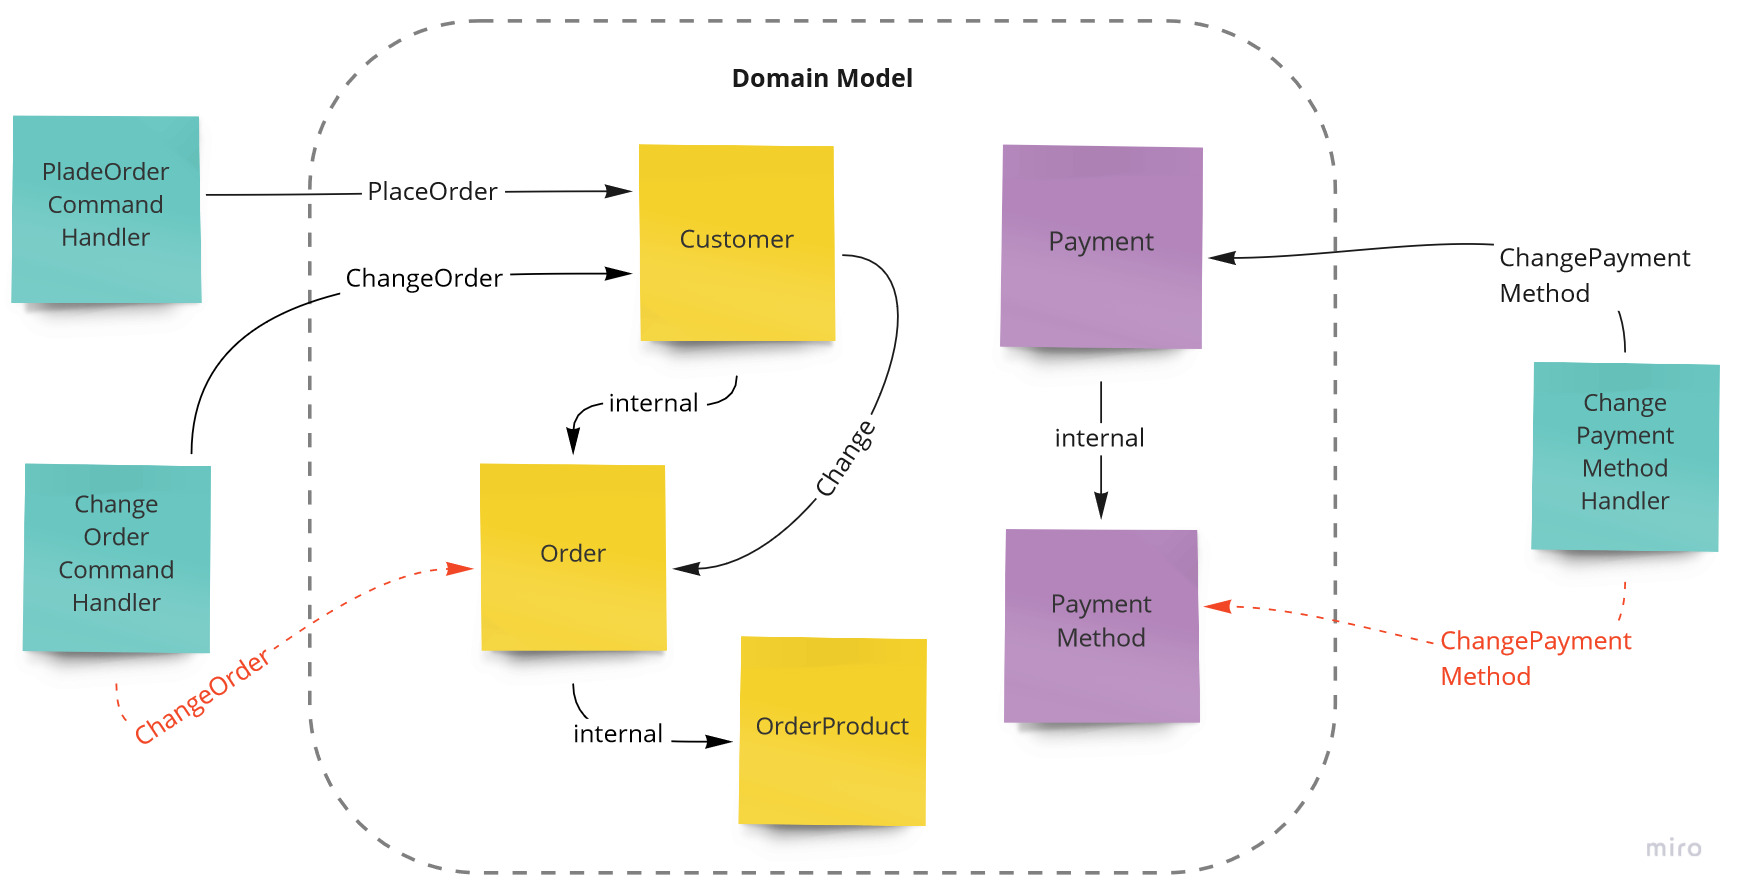 Domain Model
PladeOrder
Command
Handler
PlaceOrder
Customer
Payment
ChangeOrder
ChangePayment
Method
internal
Change
internal
Change
Order
Command
Handler
Order
Change
Payment
Method
Handler
Payment
Method
ChangeOrder
ChangePayment
Method
internal
OrderProduct
miro